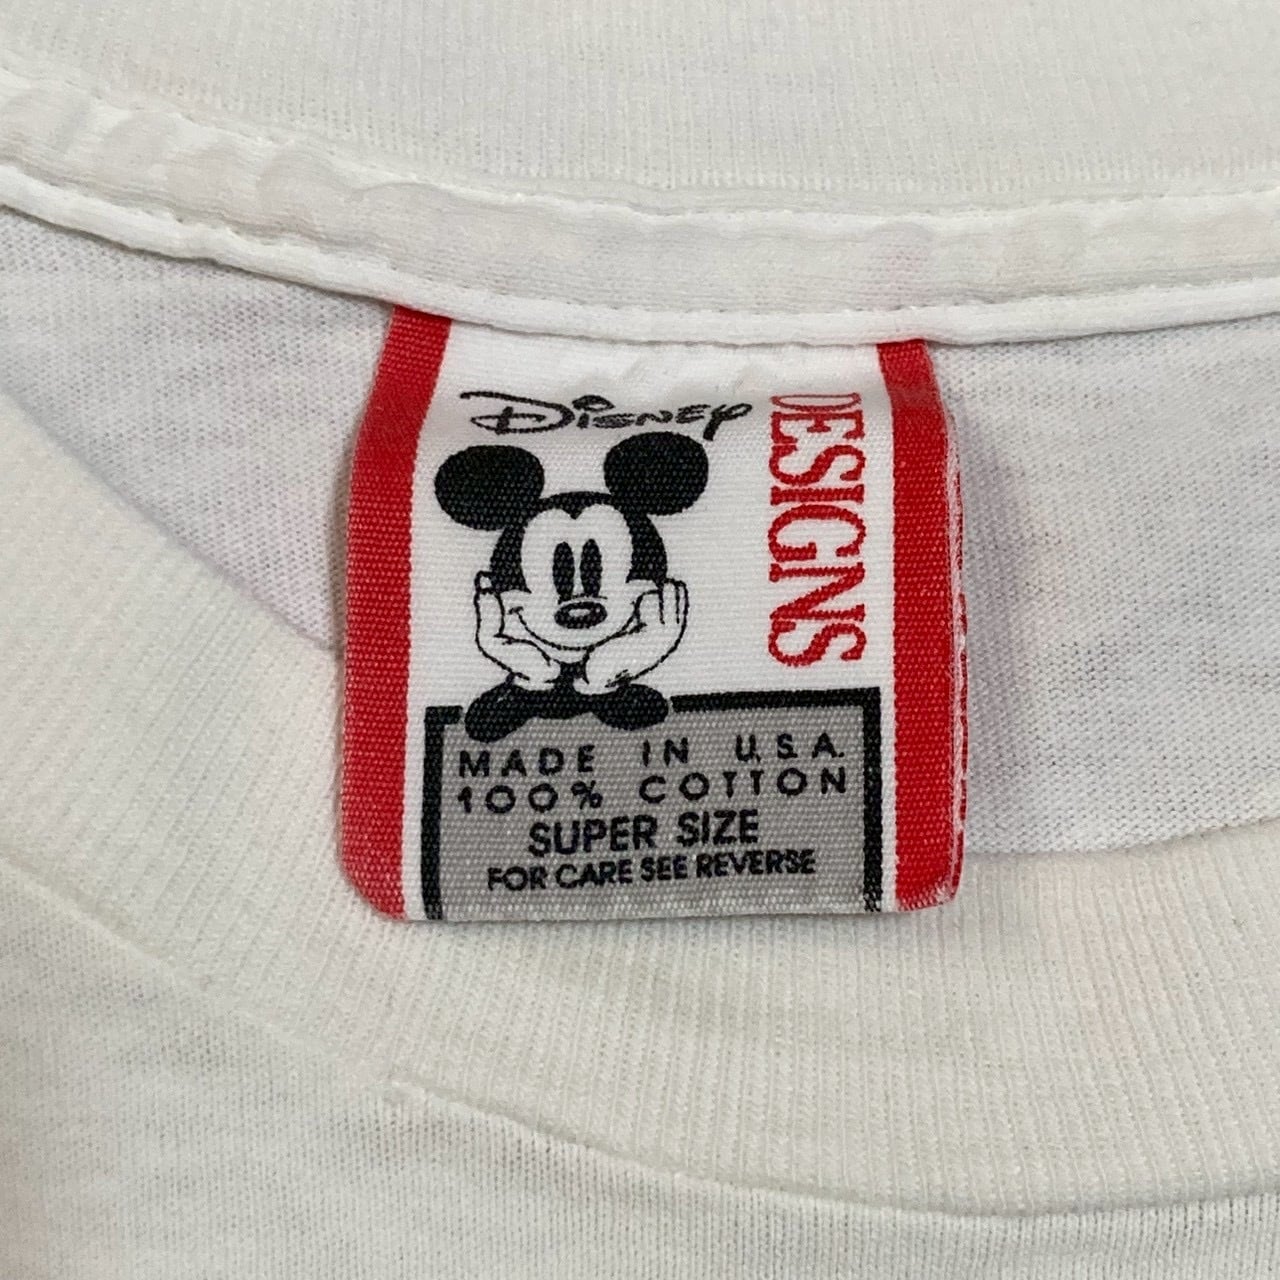 Disney
DESIGNS
MADE IN U.S.A.
100% COTTON
SUPER SIZE
FOR CARE SEE REVERSE